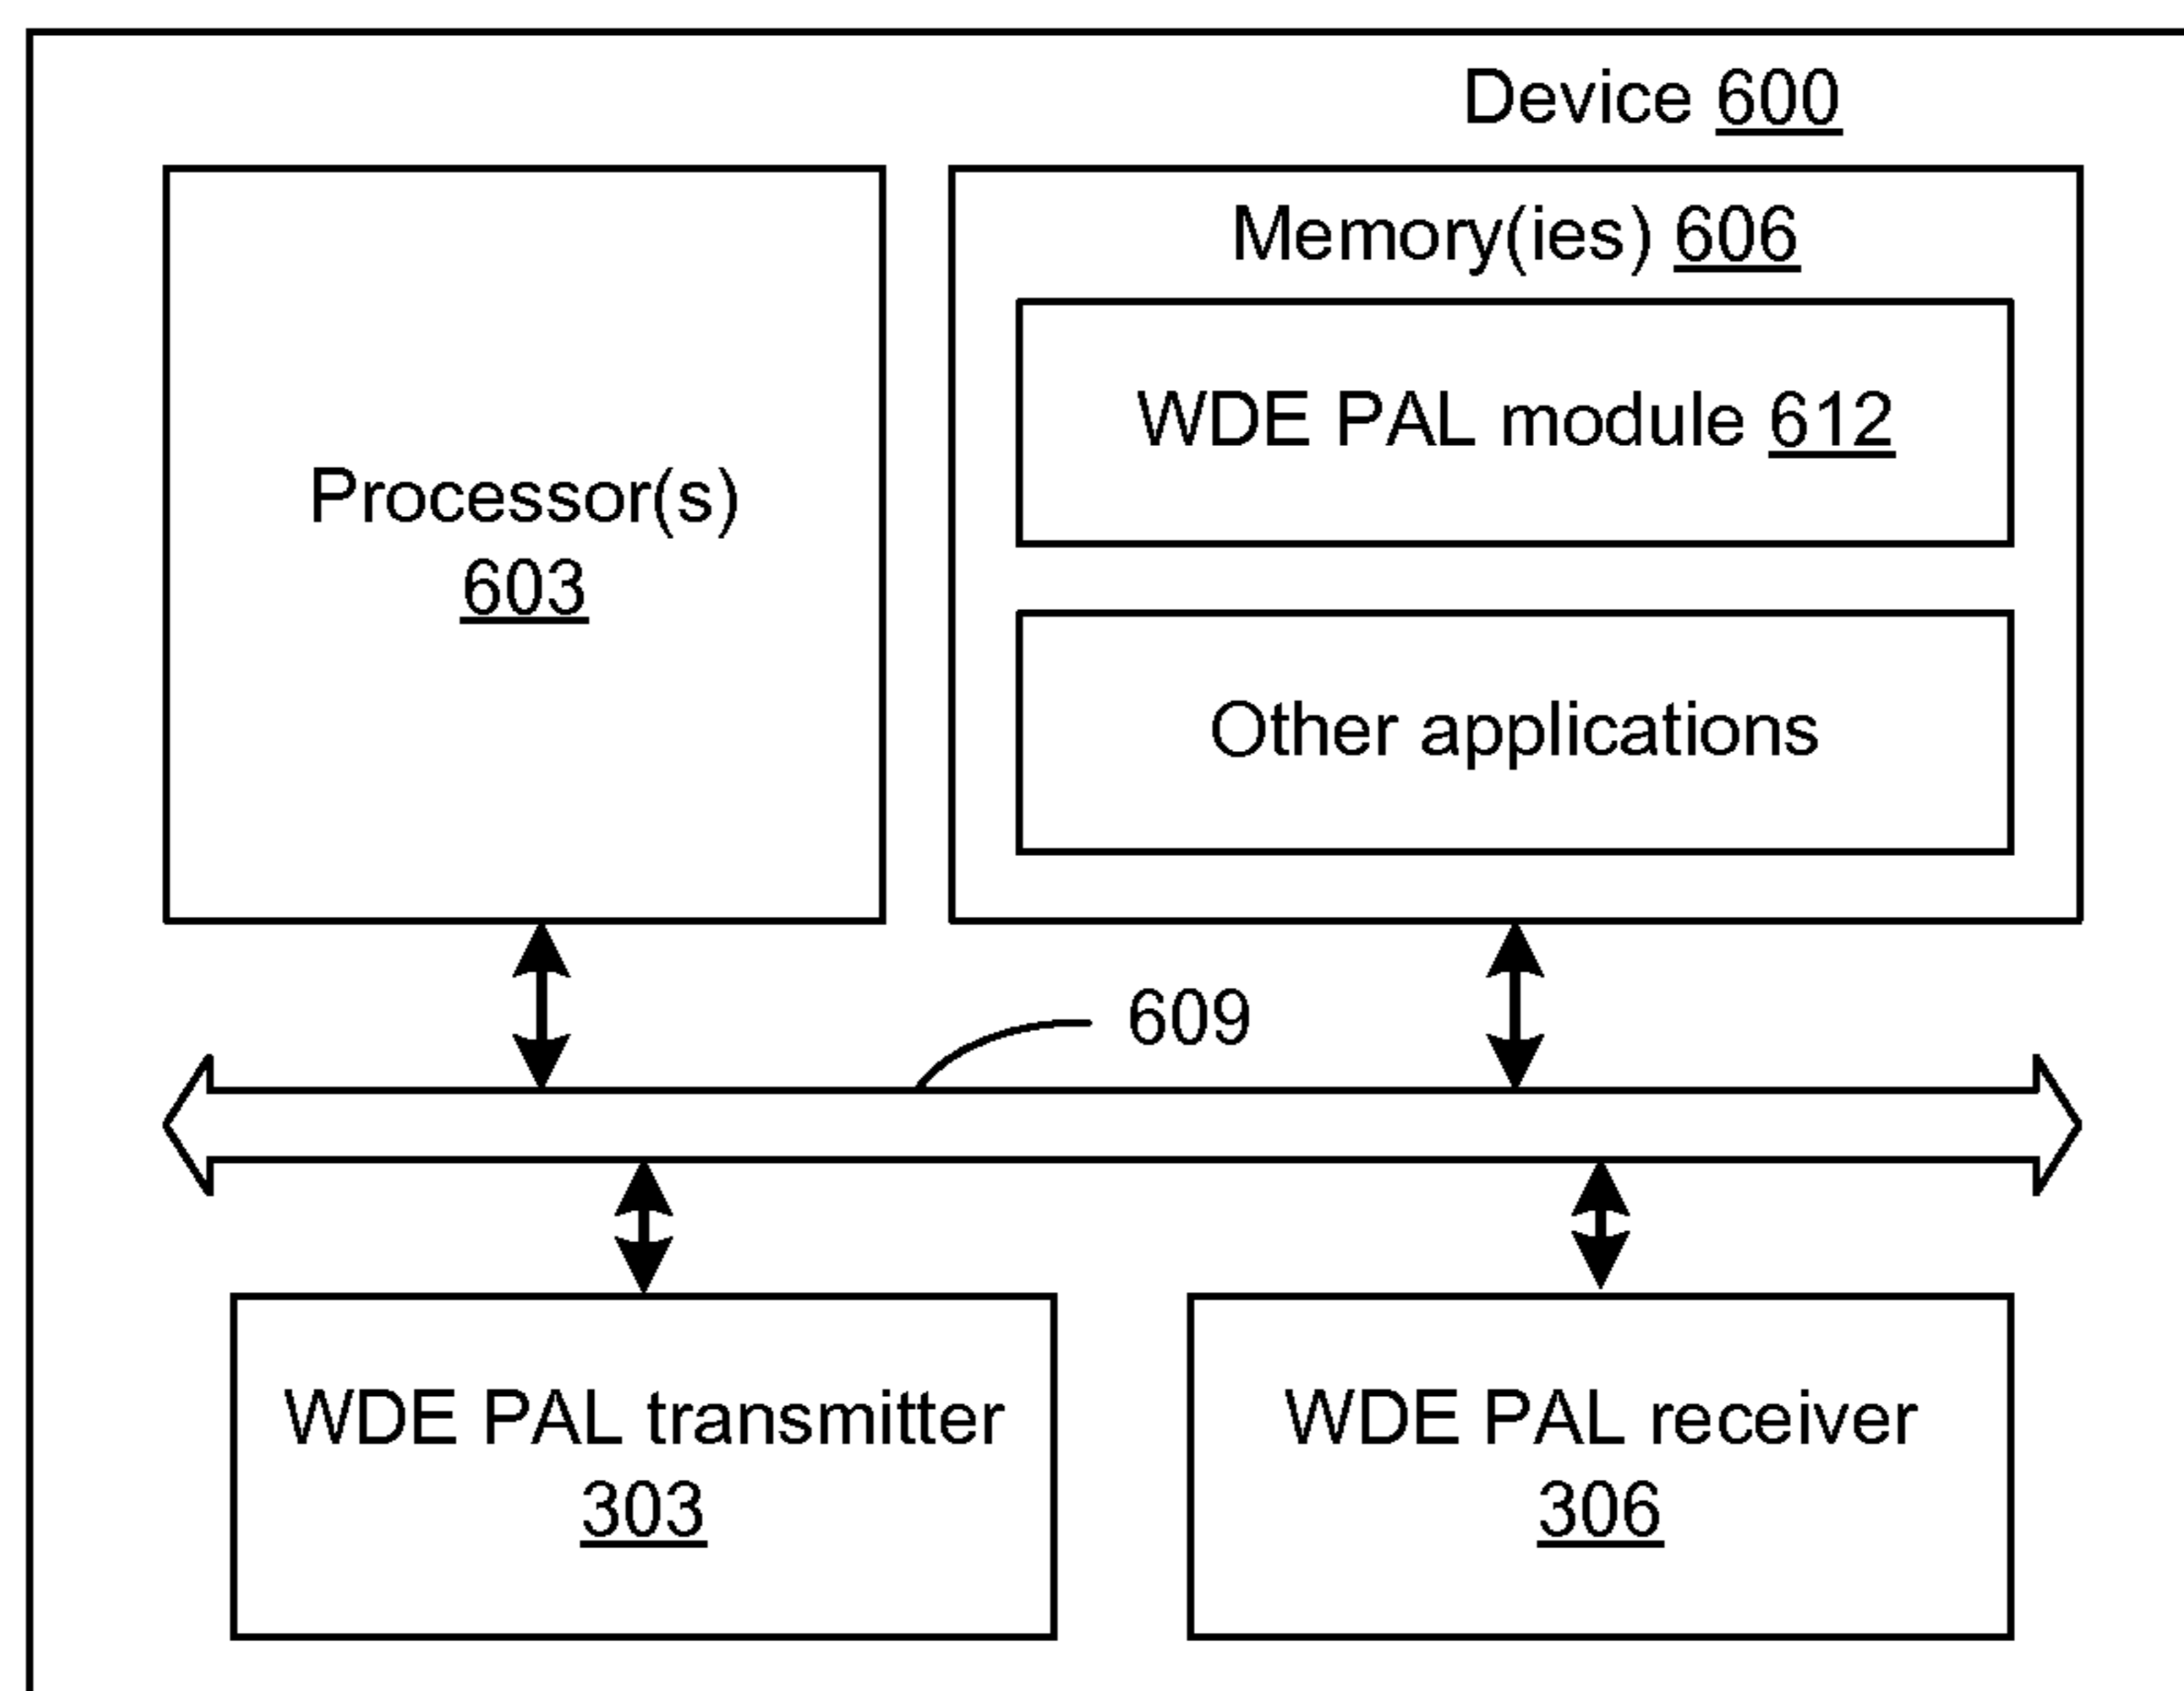 Device 600
Processor(s)
603
Memory(ies) 606
WDE PAL module 612
Other applications
609
WDE PAL transmitter
303
WDE PAL receiver
306